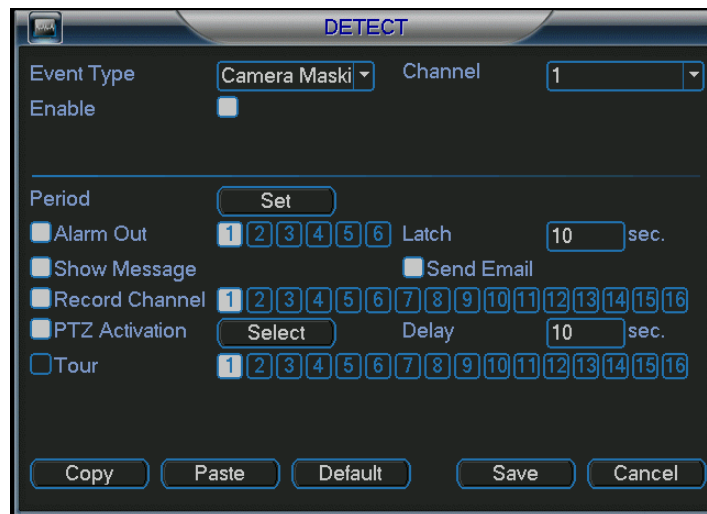 DETECT
Event Type Camera Maski Channel 1
Enable
Period Set
Alarm Out 1 2 3 4 5 6 Latch 10 sec.
Show Message Send Email
Record Channel 1 2 3 4 5 6 7 8 9 10 11 12 13 14 15 16
PTZ Activation Select Delay 10 sec.
Tour 1 2 3 4 5 6 7 8 9 10 11 12 13 14 15 16
Copy Paste Default Save Cancel